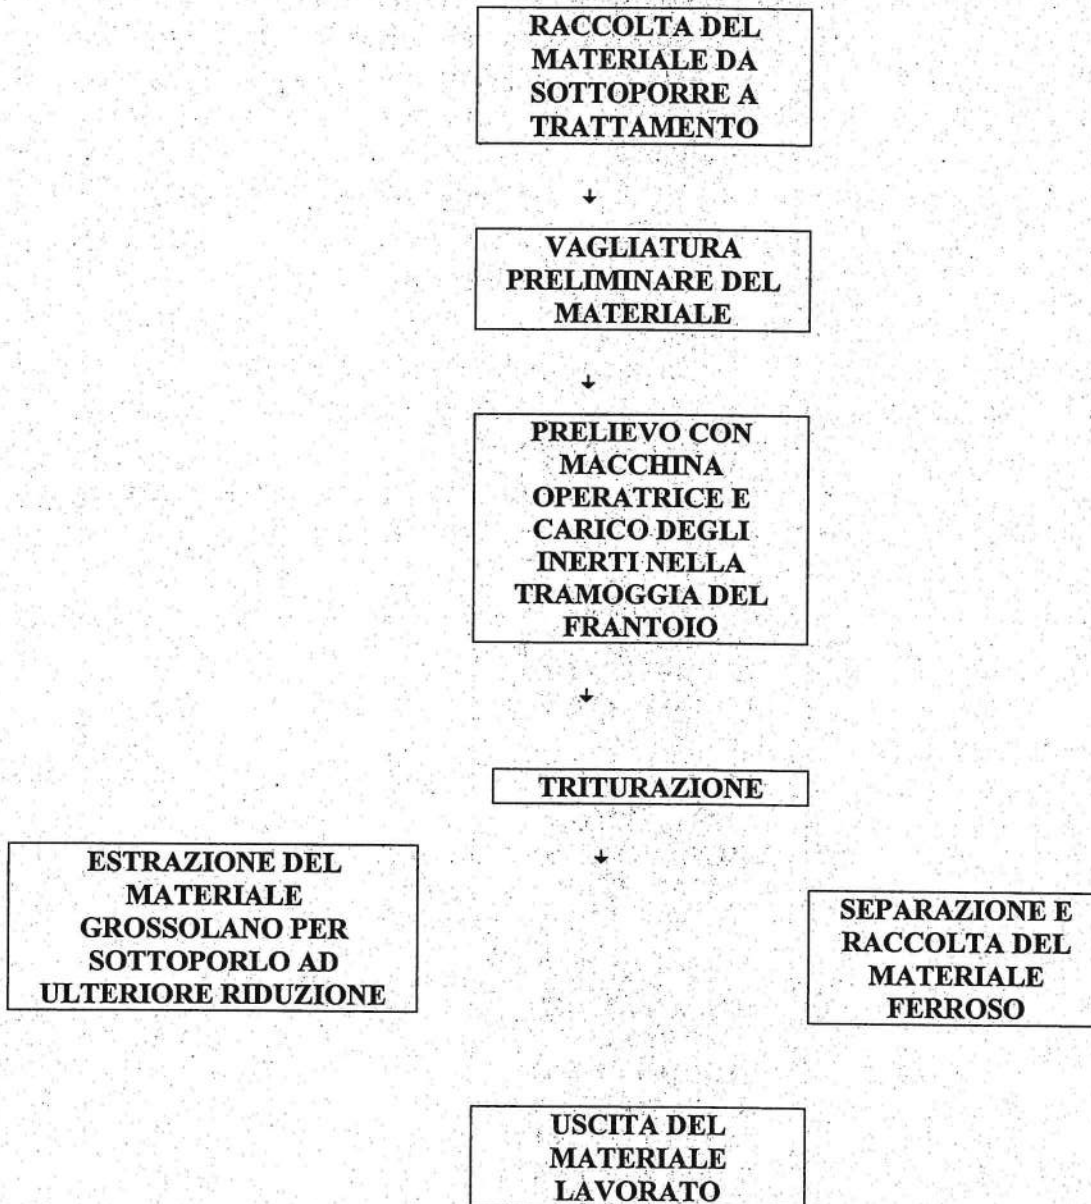 RACCOLTA DEL
MATERIALE DA
SOTTOPORRE A
TRATTAMENTO
VAGLIATURA
PRELIMINARE DEL
MATERIALE
PRELIEVO CON
MACCHINA
OPERATRICE E
CARICO DEGLI
INERTI NELLA
TRAMOGGIA DEL
FRANTOIO
TRITURAZIONE
ESTRAZIONE DEL
MATERIALE
GROSSOLANO PER
SOTTOPORLO AD
ULTERIORE RIDUZIONE
SEPARAZIONE E
RACCOLTA DEL
MATERIALE
FERROSO
USCITA DEL
MATERIALE
LAVORATO